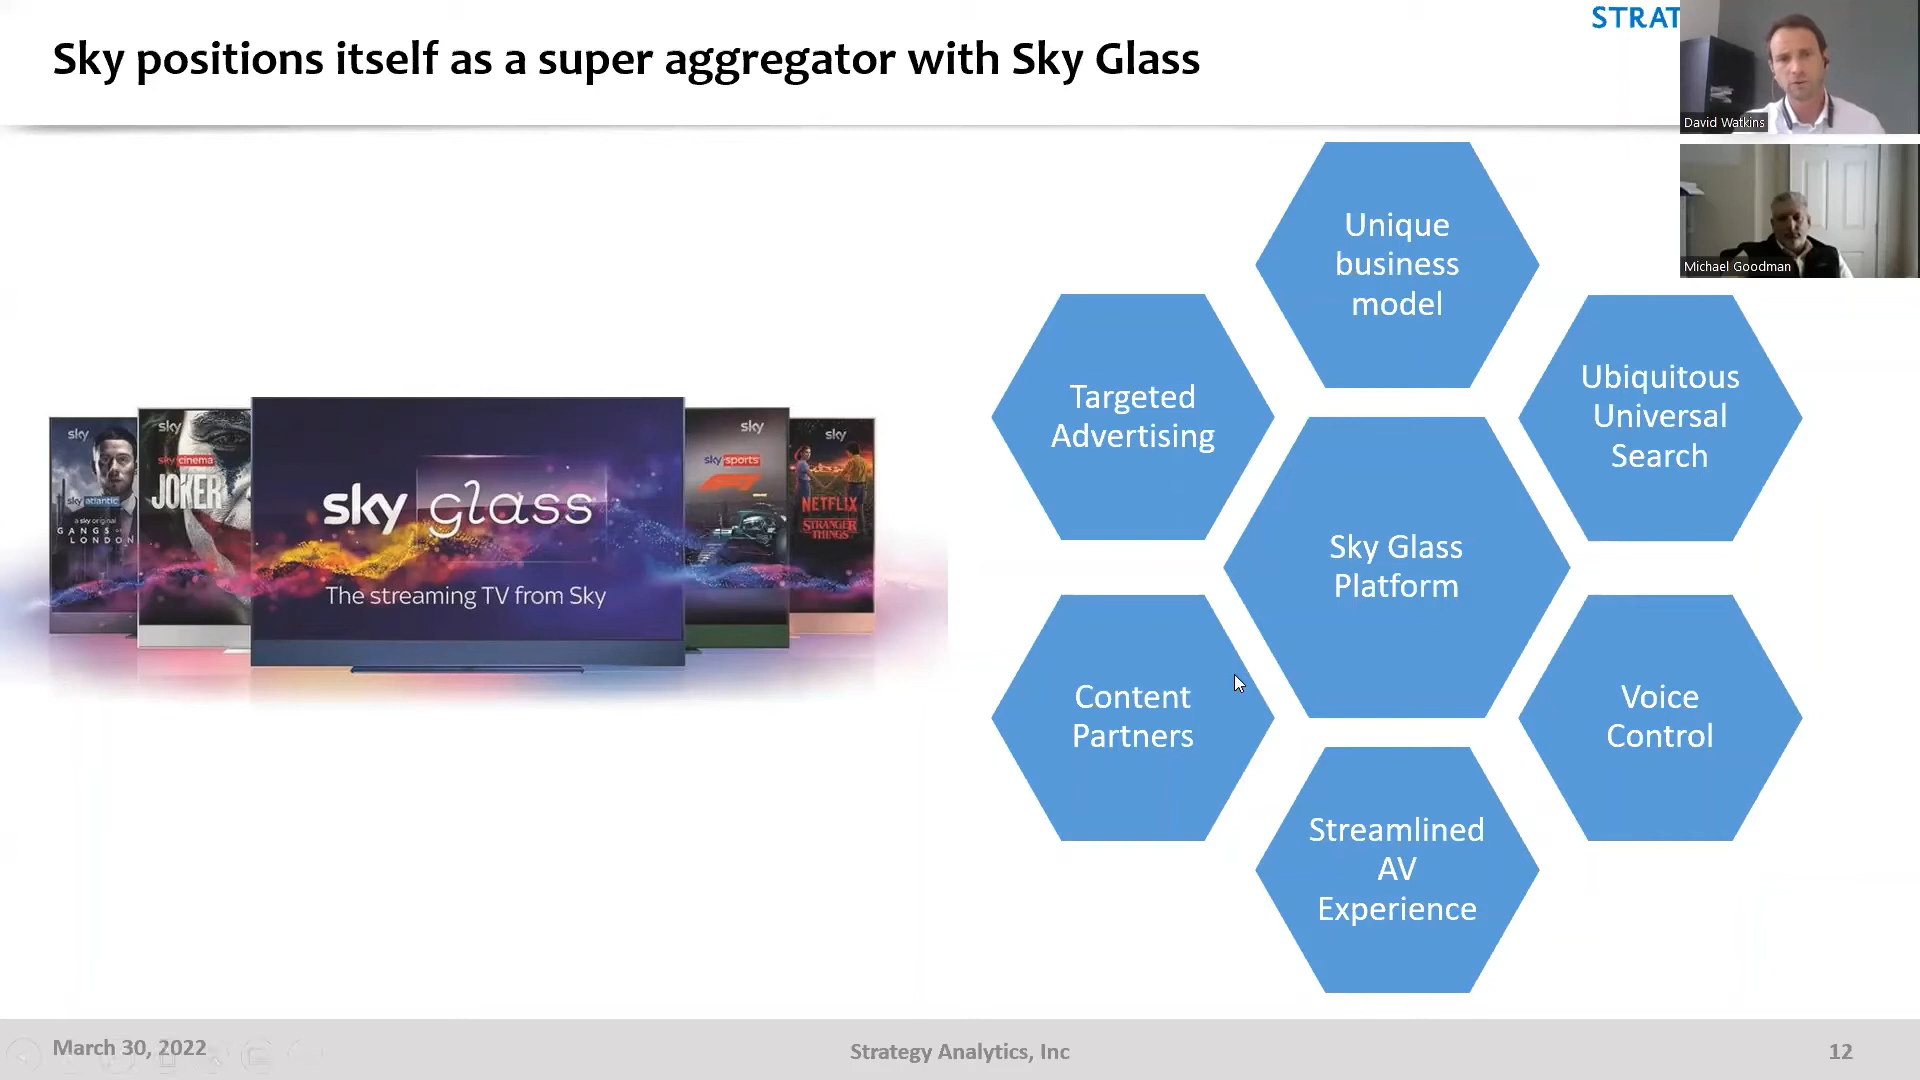 STRAT
Sky positions itself as a super aggregator with Sky Glass
David Watkins
Michael Goodman
sky
sky atlantic
a sky original
GANGS OF
LONDON
sky
sky cinema
JOKER
sky glass
The streaming TV from Sky
sky
sky sports
F1
sky
NETFLIX
STRANGER
THINGS
Unique
business
model
Targeted
Advertising
Ubiquitous
Universal
Search
Sky Glass
Platform
Content
Partners
Voice
Control
Streamlined
AV
Experience
March 30, 2022
Strategy Analytics, Inc
12